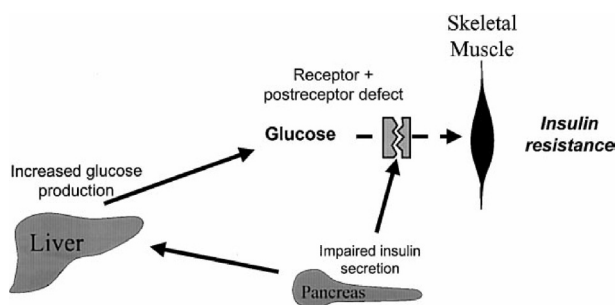 Skeletal
Muscle
Receptor +
postreceptor defect
Glucose
Insulin
resistance
Increased glucose
production
Liver
Impaired insulin
secretion
Pancreas